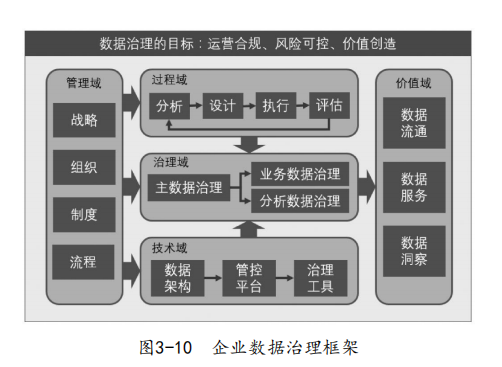 数据治理的目标：运营合规、风险可控、价值创造
管理域
战略
组织
制度
流程
过程域
分析
设计
执行
评估
治理域
主数据治理
业务数据治理
分析数据治理
技术域
数据
架构
管控
平台
治理
工具
价值域
数据
流通
数据
服务
数据
洞察
图3-10 企业数据治理框架